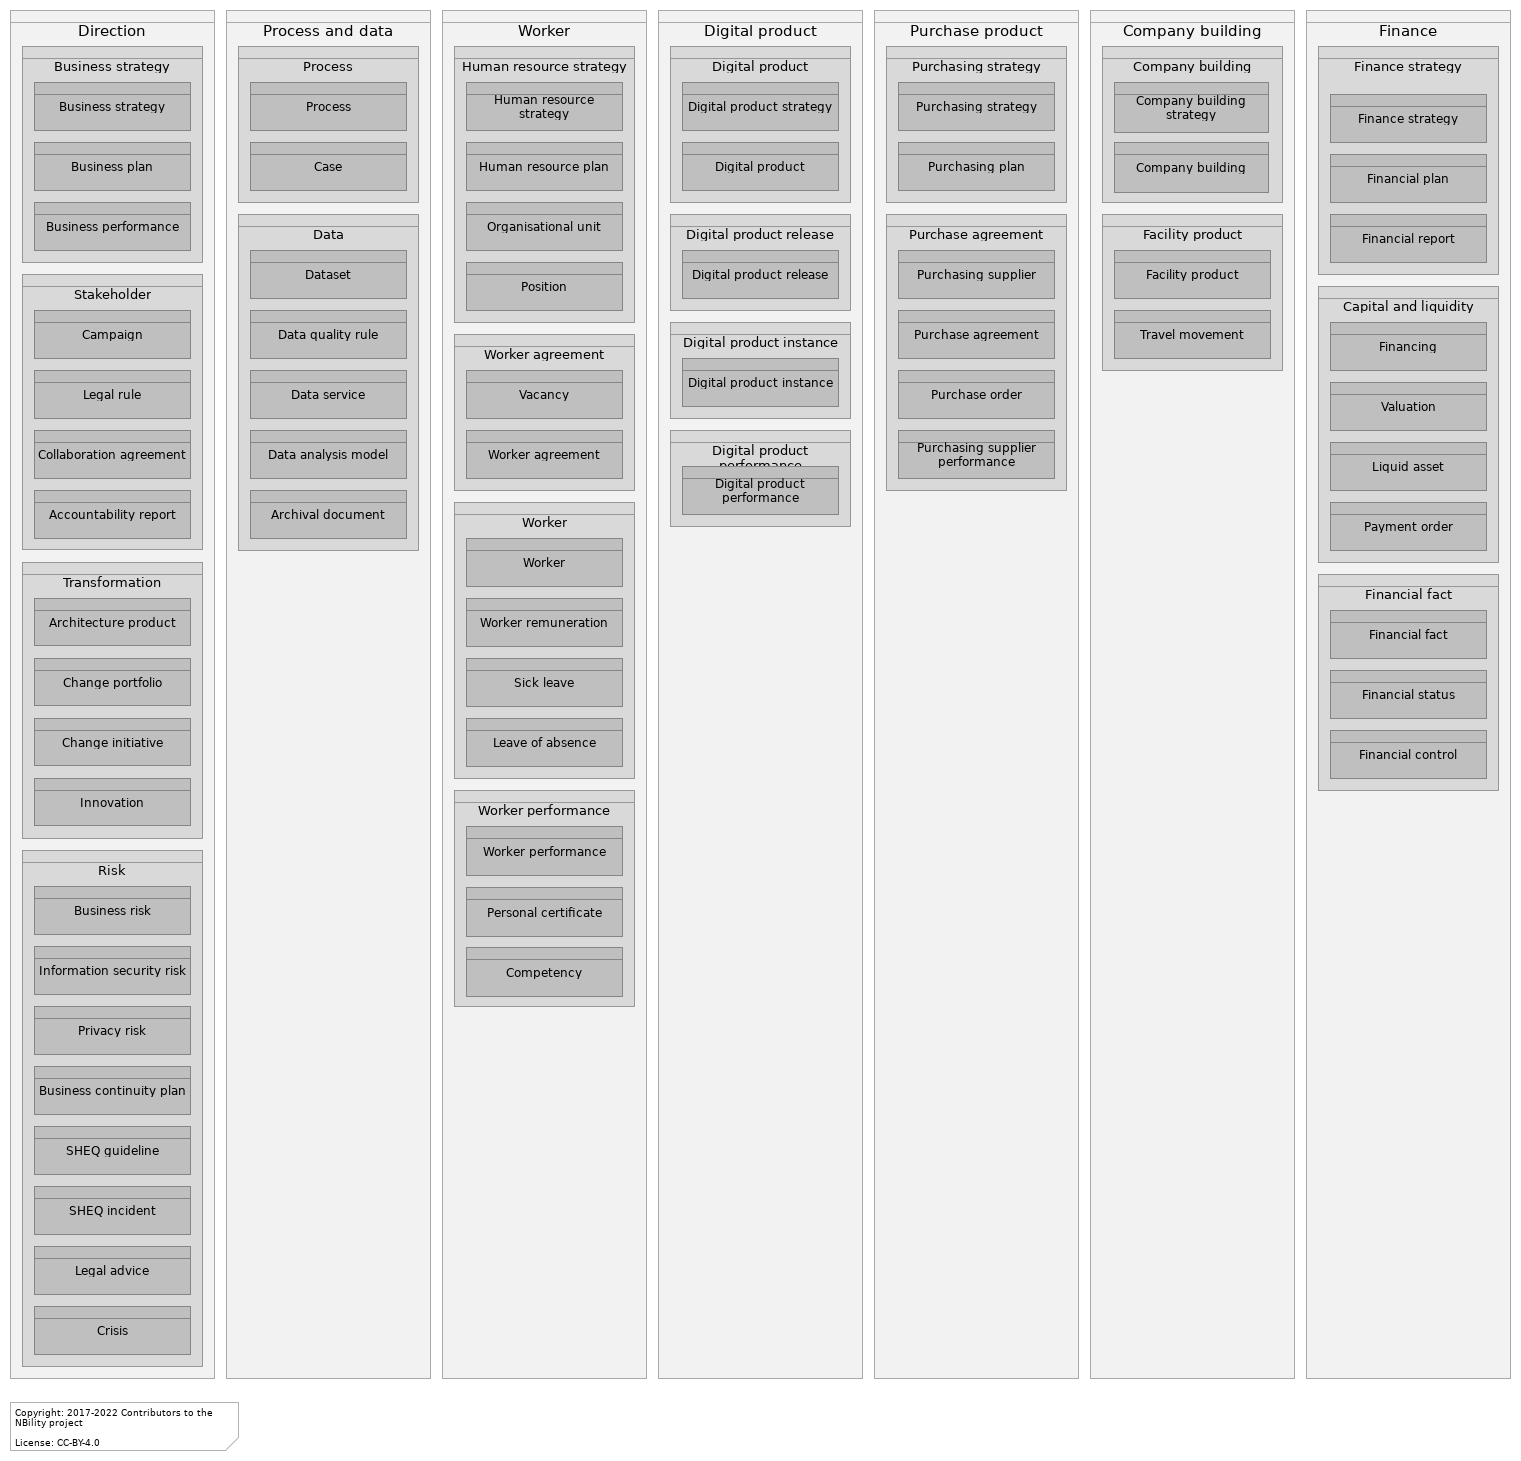 Direction
Business strategy
Business strategy
Business plan
Business performance
Stakeholder
Campaign
Legal rule
Collaboration agreement
Accountability report
Transformation
Architecture product
Change portfolio
Change initiative
Innovation
Risk
Business risk
Information security risk
Privacy risk
Business continuity plan
SHEQ guideline
SHEQ incident
Legal advice
Crisis
Process and data
Process
Process
Case
Data
Dataset
Data quality rule
Data service
Data analysis model
Archival document
Worker
Human resource strategy
Human resource
strategy
Human resource plan
Organisational unit
Position
Worker agreement
Vacancy
Worker agreement
Worker
Worker
Worker remuneration
Sick leave
Leave of absence
Worker performance
Worker performance
Personal certificate
Competency
Digital product
Digital product
Digital product strategy
Digital product
Digital product release
Digital product release
Digital product instance
Digital product instance
Digital product
performance
Digital product
performance
Purchase product
Purchasing strategy
Purchasing strategy
Purchasing plan
Purchase agreement
Purchasing supplier
Purchase agreement
Purchase order
Purchasing supplier
performance
Company building
Company building
Company building
strategy
Company building
Facility product
Facility product
Travel movement
Finance
Finance strategy
Finance strategy
Financial plan
Financial report
Capital and liquidity
Financing
Valuation
Liquid asset
Payment order
Financial fact
Financial fact
Financial status
Financial control
Copyright: 2017-2022 Contributors to the
NBility project
License: CC-BY-4.0